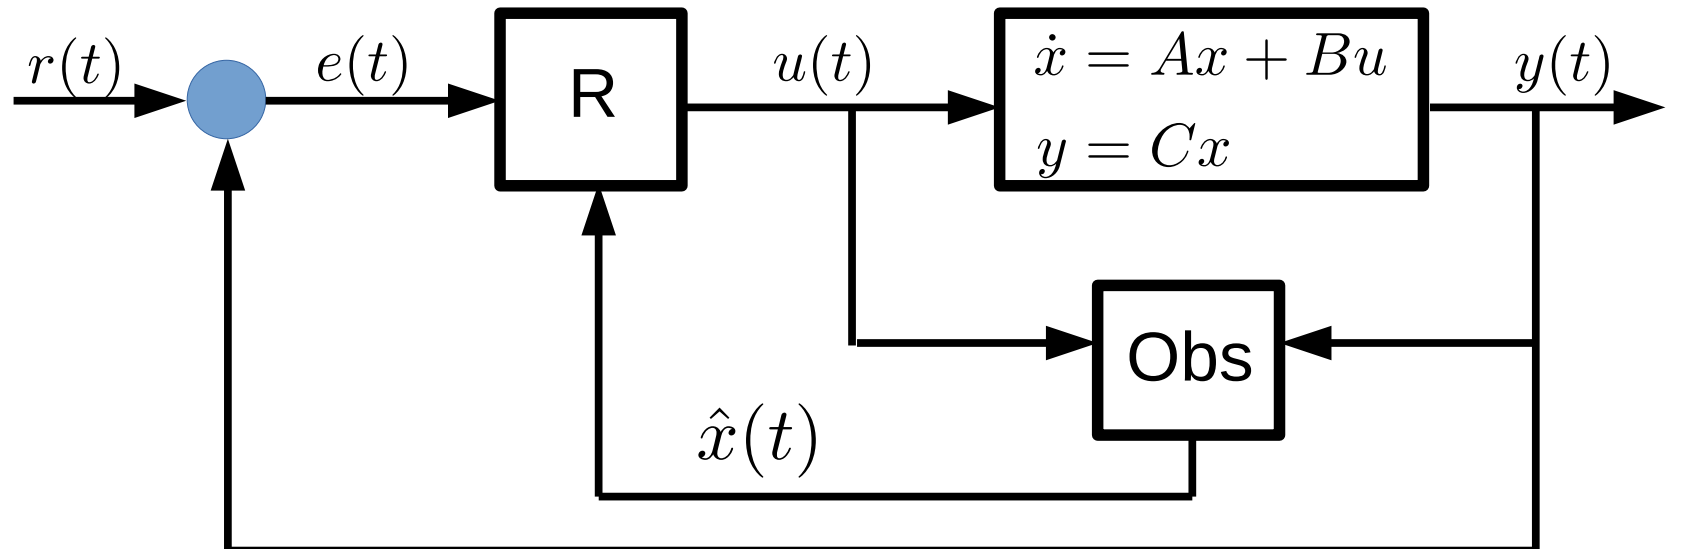 r(t)
e(t)
R
u(t)
ẋ = Ax + Bu
y = Cx
y(t)
Obs
x̂(t)